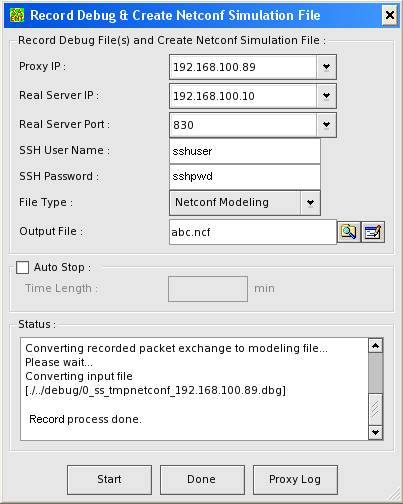 Record Debug & Create Netconf Simulation File
Record Debug File(s) and Create Netconf Simulation File :
Proxy IP : 192.168.100.89
Real Server IP : 192.168.100.10
Real Server Port : 830
SSH User Name : sshuser
SSH Password : sshpwd
File Type : Netconf Modeling
Output File : abc.ncf
Auto Stop :
Time Length : min
Status :
Converting recorded packet exchange to modeling file...
Please wait...
Converting input file
[./../debug/0_ss_tmpnetconf_192.168.100.89.dbg]
Record process done.
Start Done Proxy Log